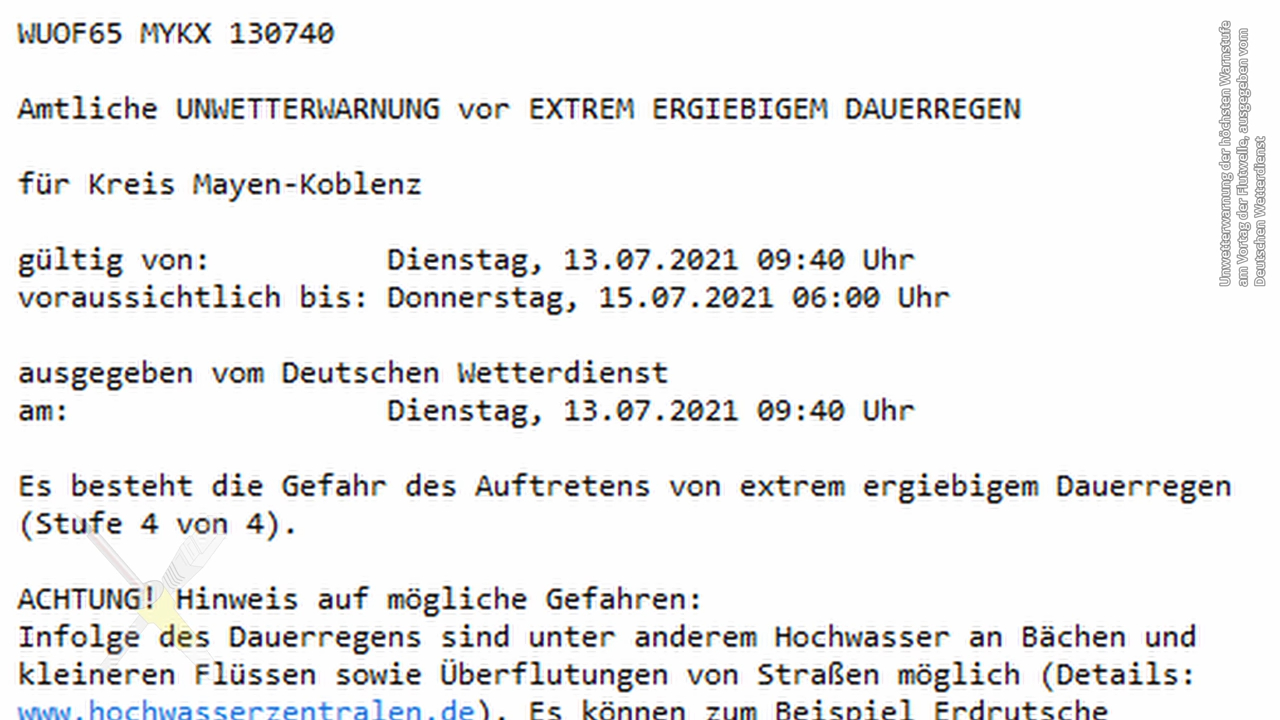 WUOF65 MYKX 130740
Amtliche UNWETTERWARNUNG vor EXTREM ERGIEBIGEM DAUERREGEN
für Kreis Mayen-Koblenz
gültig von: Dienstag, 13.07.2021 09:40 Uhr
voraussichtlich bis: Donnerstag, 15.07.2021 06:00 Uhr
ausgegeben vom Deutschen Wetterdienst
am: Dienstag, 13.07.2021 09:40 Uhr
Es besteht die Gefahr des Auftretens von extrem ergiebigem Dauerregen
(Stufe 4 von 4).
ACHTUNG! Hinweis auf mögliche Gefahren:
Infolge des Dauerregens sind unter anderem Hochwasser an Bächen und
kleineren Flüssen sowie Überflutungen von Straßen möglich (Details:
www.hochwasserzentralen.de). Es können zum Beispiel Erdrutsche
Unwetterwarnung der höchsten Warnstufe
am Vortag der Flutwelle, ausgegeben vom
Deutschen Wetterdienst